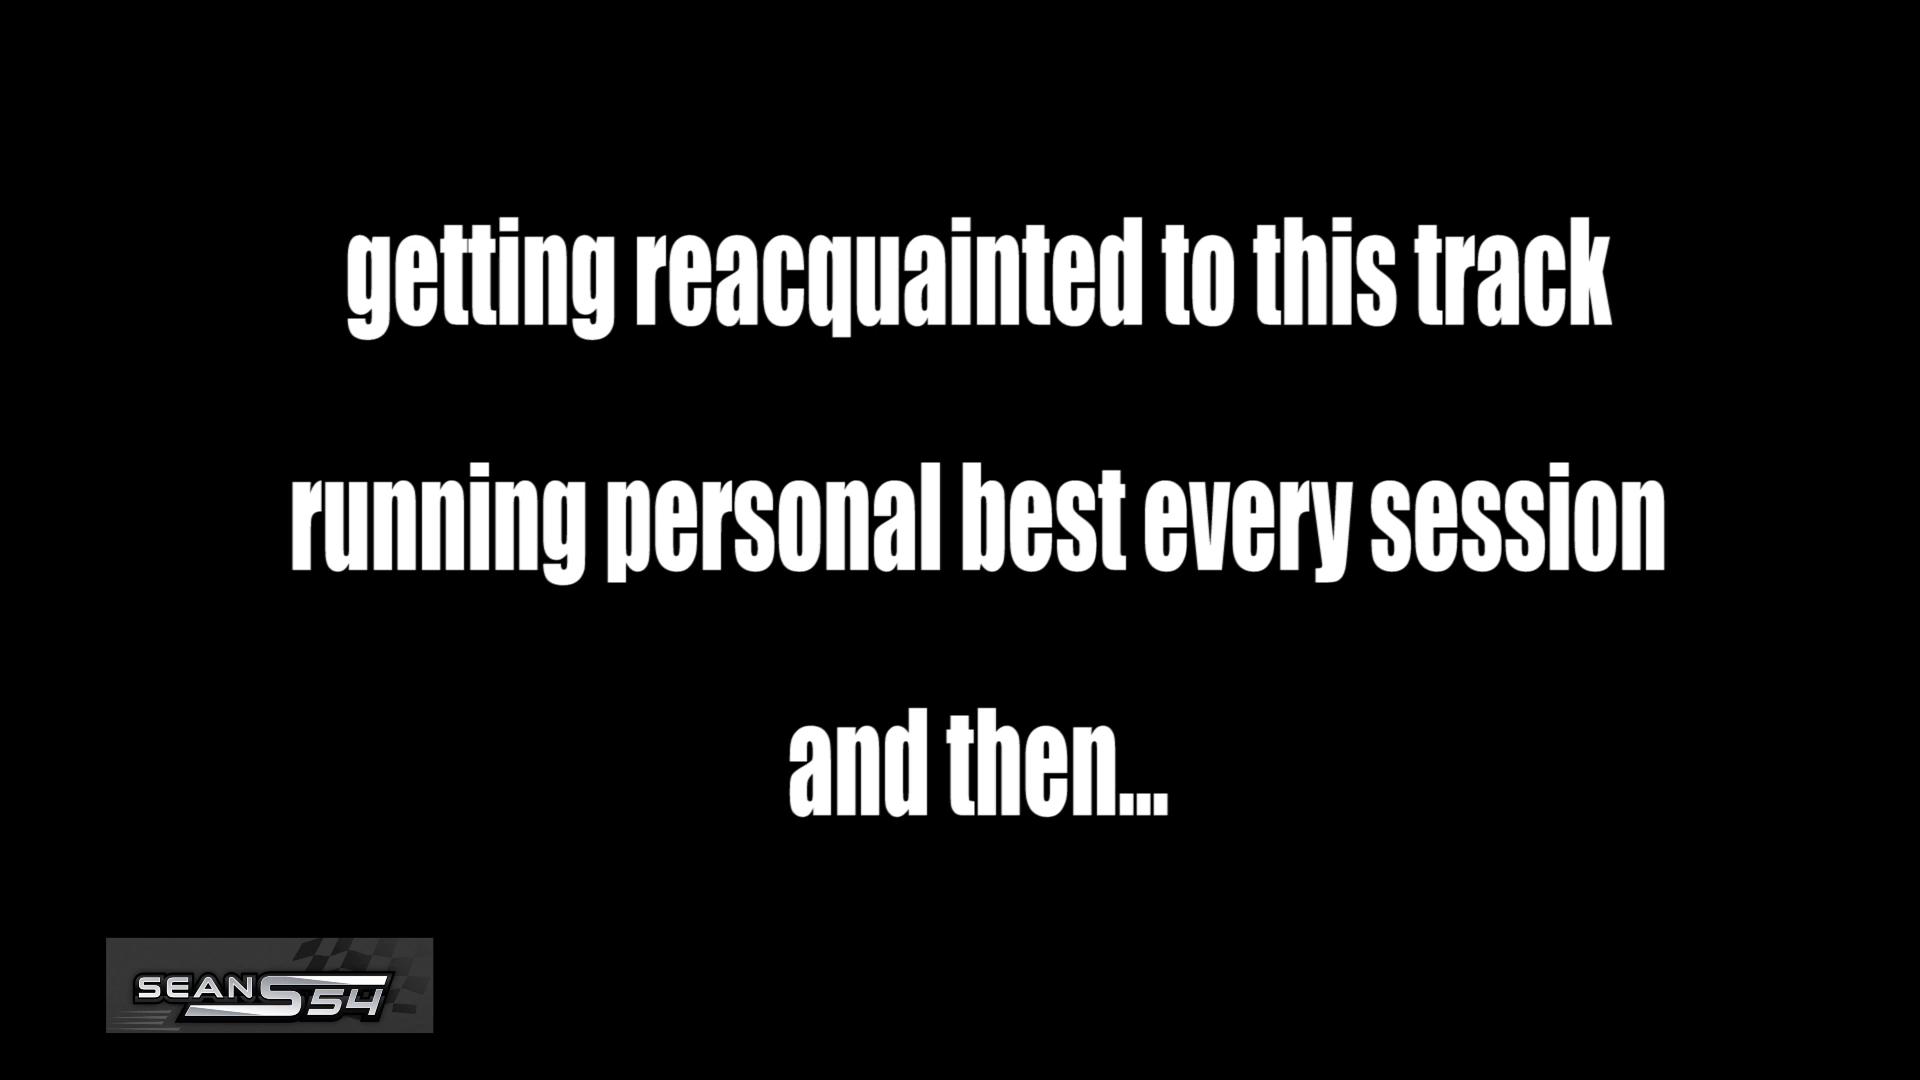 getting reacquainted to this track
running personal best every session
and then...
SEAN S54